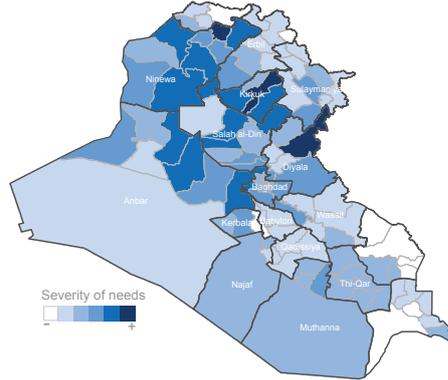 Erbil
Ninewa
Kirkuk
Sulaymaniya
Salah al-Din
Diyala
Baghdad
Anbar
Wassit
Kerbala
Babylon
Qadissiya
Severity of needs
Najaf
Thi-Qar
- +
Muthanna